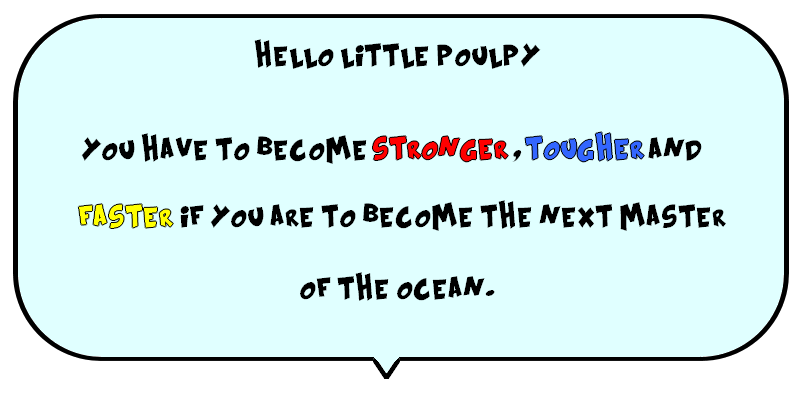 HELLO LITTLE POULPY
YOU HAVE TO BECOME STRONGER, TOUGHER AND
FASTER IF YOU ARE TO BECOME THE NEXT MASTER
OF THE OCEAN.